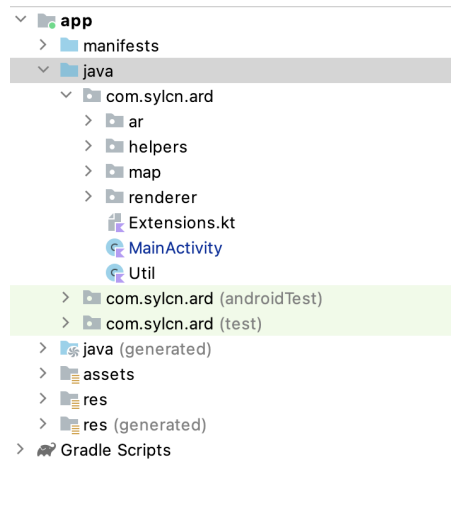 app
manifests
java
com.sylcn.ard
ar
helpers
map
renderer
Extensions.kt
MainActivity
Util
com.sylcn.ard (androidTest)
com.sylcn.ard (test)
java (generated)
assets
res
res (generated)
Gradle Scripts